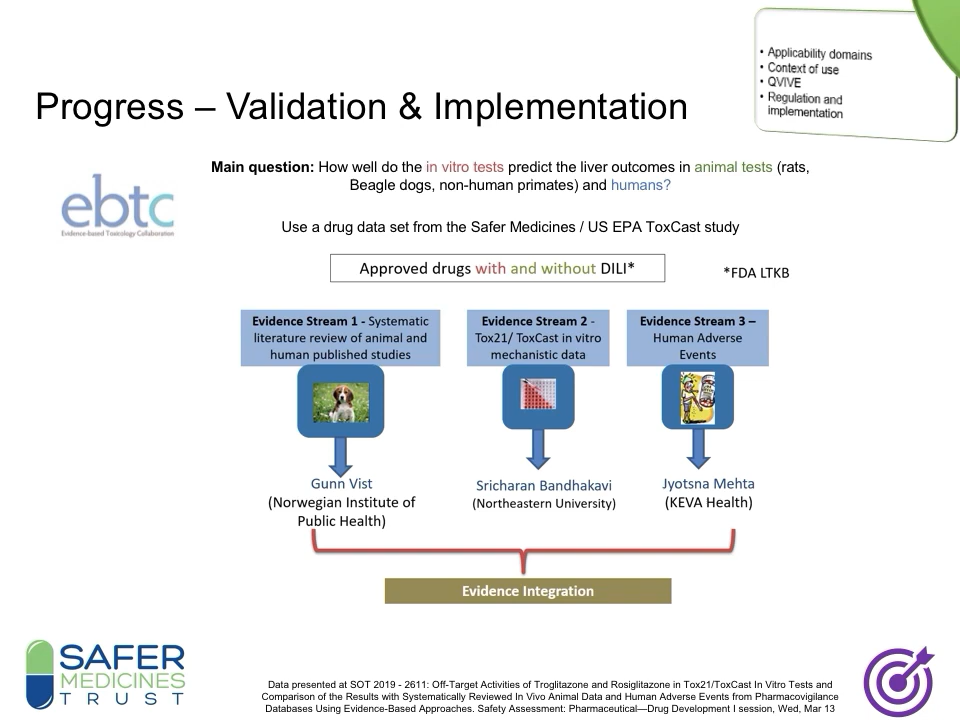 • Applicability domains
• Context of use
• QVIVE
• Regulation and
implementation
Progress – Validation & Implementation
Main question: How well do the in vitro tests predict the liver outcomes in animal tests (rats,
Beagle dogs, non-human primates) and humans?
ebtc
Evidence-based Toxicology Collaboration
Use a drug data set from the Safer Medicines / US EPA ToxCast study
Approved drugs with and without DILI*
*FDA LTKB
Evidence Stream 1 - Systematic
literature review of animal and
human published studies
Evidence Stream 2 -
Tox21/ ToxCast in vitro
mechanistic data
Evidence Stream 3 –
Human Adverse
Events
Gunn Vist
(Norwegian Institute of
Public Health)
Sricharan Bandhakavi
(Northeastern University)
Jyotsna Mehta
(KEVA Health)
Evidence Integration
SAFER
MEDICINES
TRUST
Data presented at SOT 2019 - 2611: Off-Target Activities of Troglitazone and Rosiglitazone in Tox21/ToxCast In Vitro Tests and
Comparison of the Results with Systematically Reviewed In Vivo Animal Data and Human Adverse Events from Pharmacovigilance
Databases Using Evidence-Based Approaches. Safety Assessment: Pharmaceutical—Drug Development I session, Wed, Mar 13